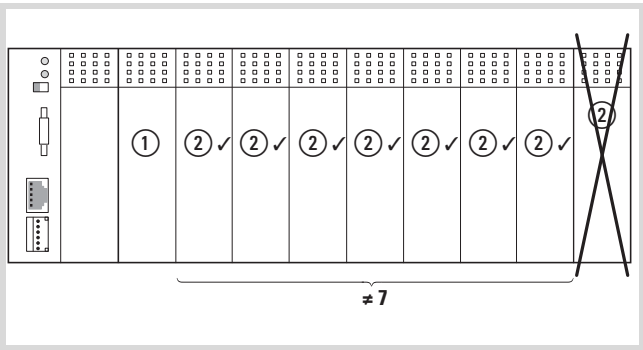 ① ② ✓ ② ✓ ② ✓ ② ✓ ② ✓ ② ✓ ② ✓ ②
≠ 7